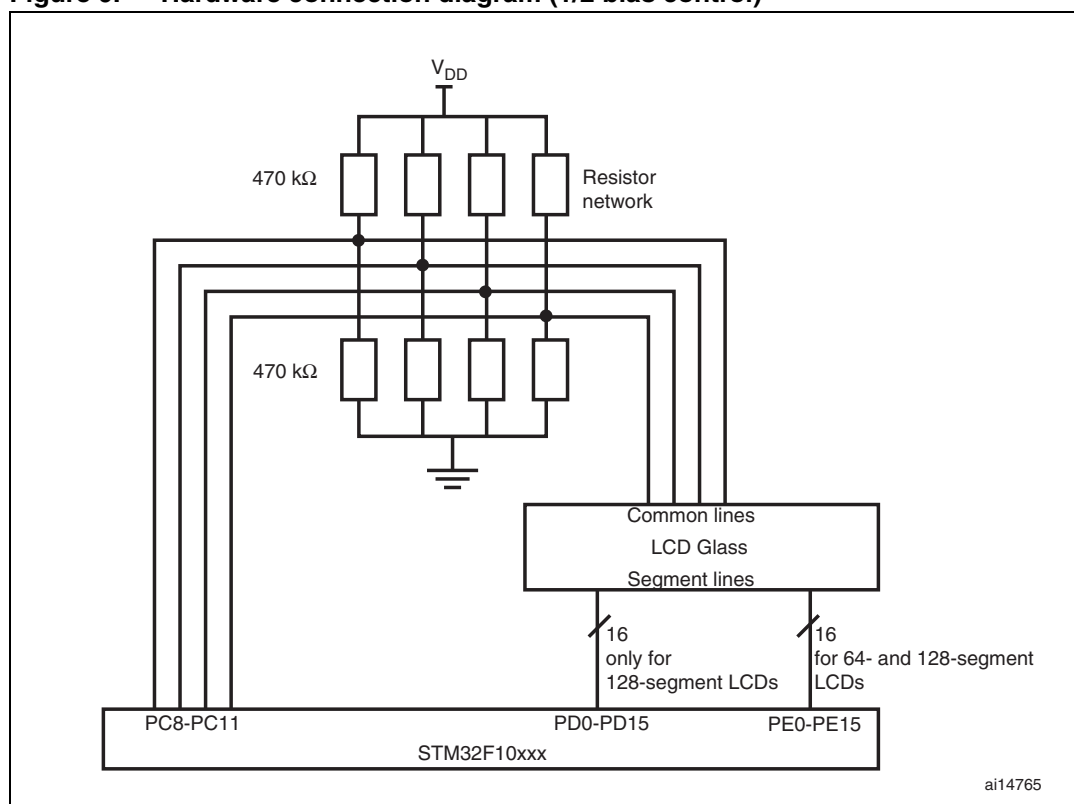 Figure 3. Hardware connection diagram (1/2 bias control)
VDD
470 kΩ
Resistor
network
470 kΩ
Common lines
LCD Glass
Segment lines
16
only for
128-segment LCDs
16
for 64- and 128-segment
LCDs
PC8-PC11
PD0-PD15
PE0-PE15
STM32F10xxx
ai14765